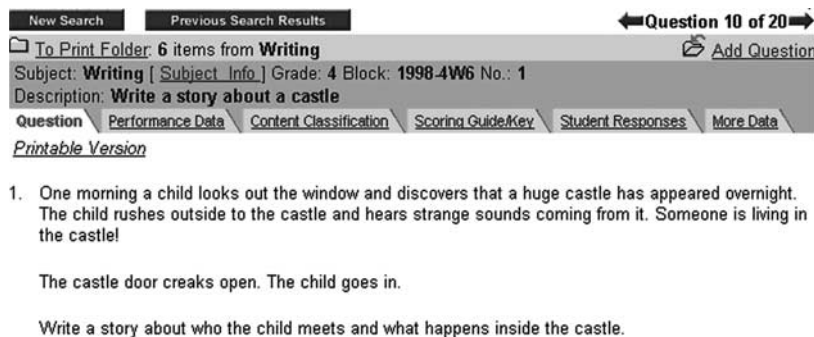 New Search Previous Search Results Question 10 of 20
To Print Folder: 6 items from Writing Add Question
Subject: Writing [ Subject Info ] Grade: 4 Block: 1998-4W6 No.: 1
Description: Write a story about a castle
Question Performance Data Content Classification Scoring Guide/Key Student Responses More Data
Printable Version
1. One morning a child looks out the window and discovers that a huge castle has appeared overnight.
The child rushes outside to the castle and hears strange sounds coming from it. Someone is living in
the castle!
The castle door creaks open. The child goes in.
Write a story about who the child meets and what happens inside the castle.